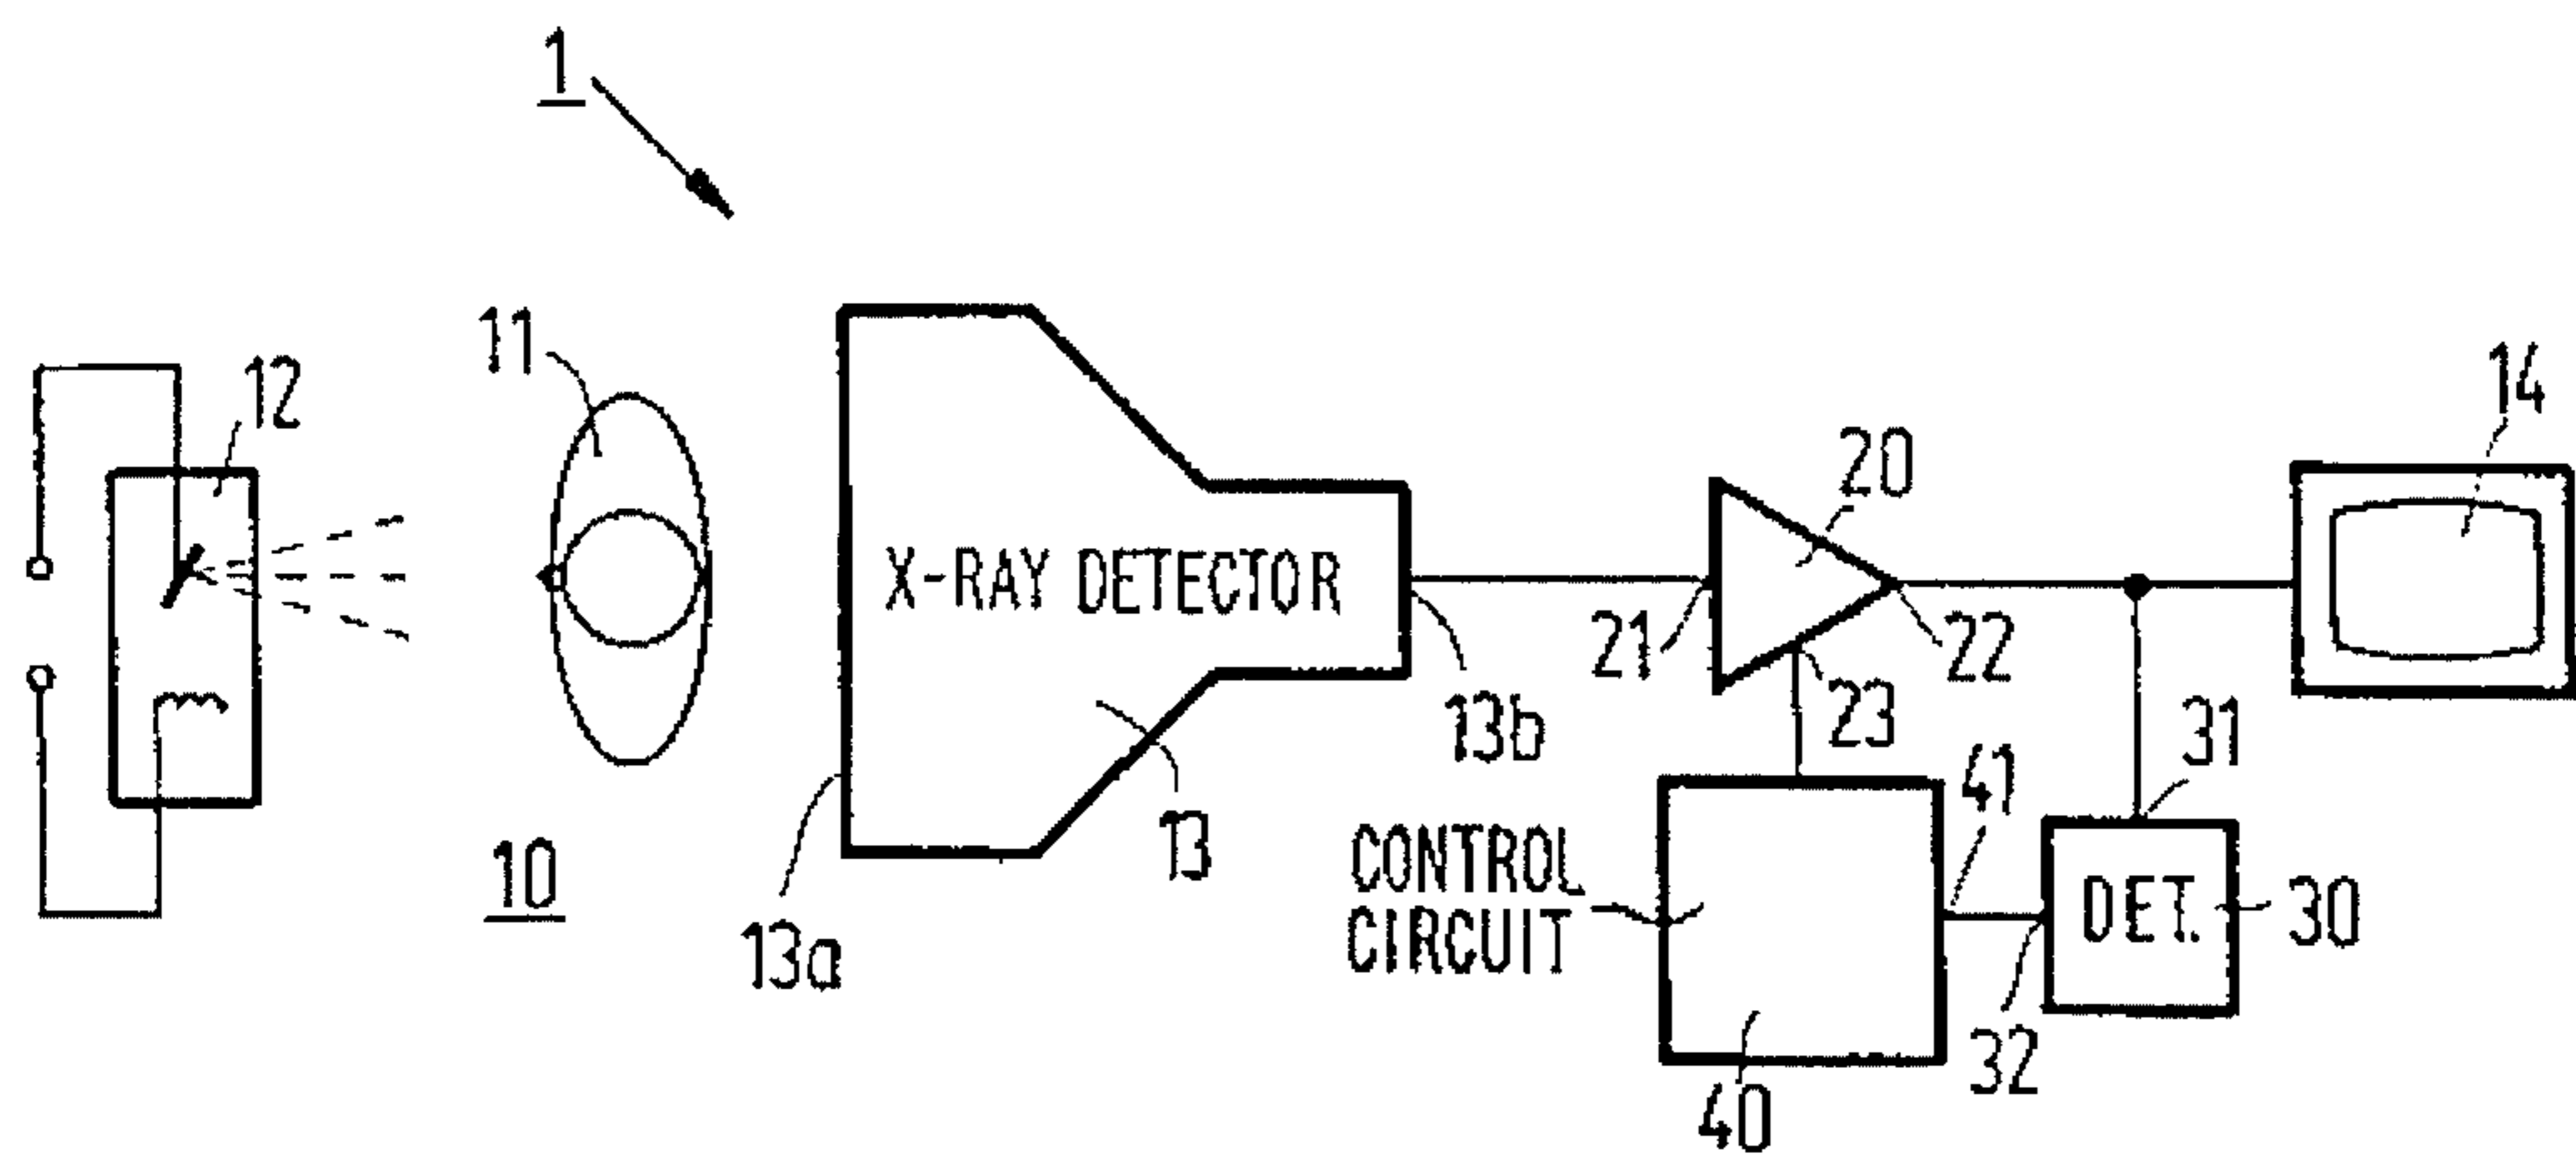 1
11
12
14
20
X-RAY DETECTOR
21
22
23
13b
31
41
13
CONTROL
CIRCUIT
10
DET.
30
13a
32
40